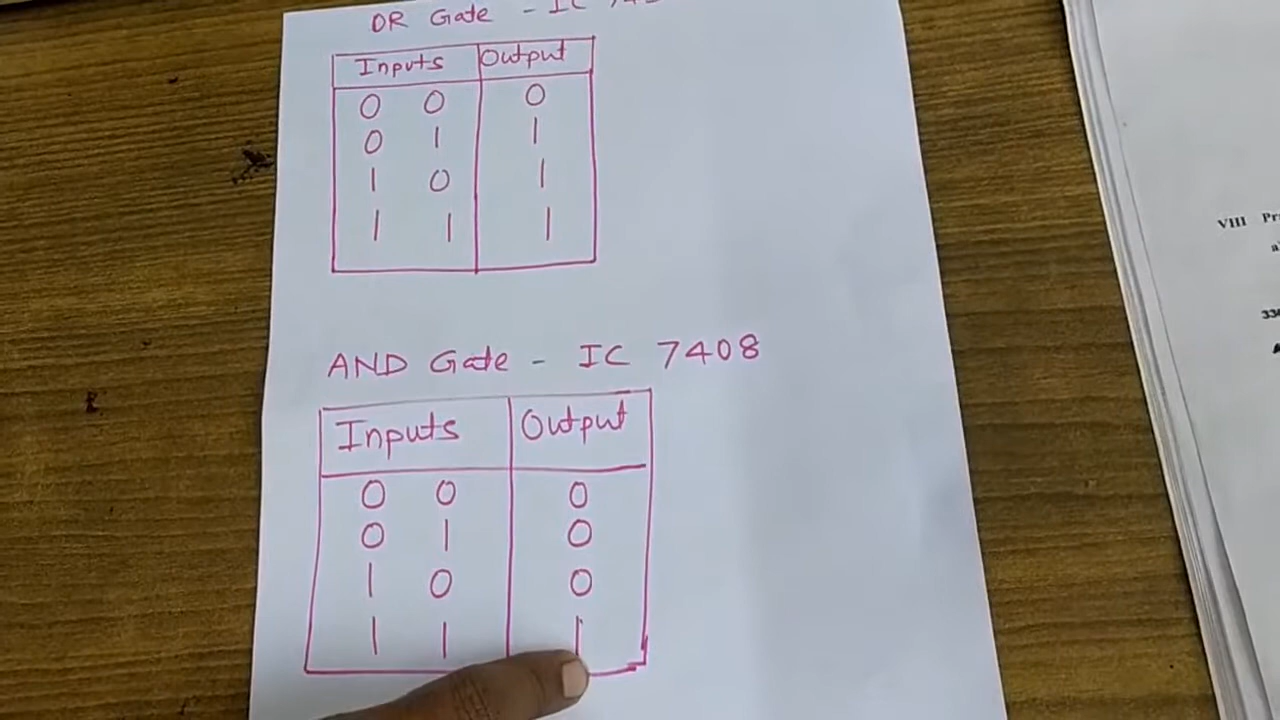 OR Gate - IC
Inputs Output
0 0 0
0 1 1
1 0 1
1 1 1
AND Gate - IC 7408
Inputs Output
0 0 0
0 1 0
1 0 0
1 1 1
VIII